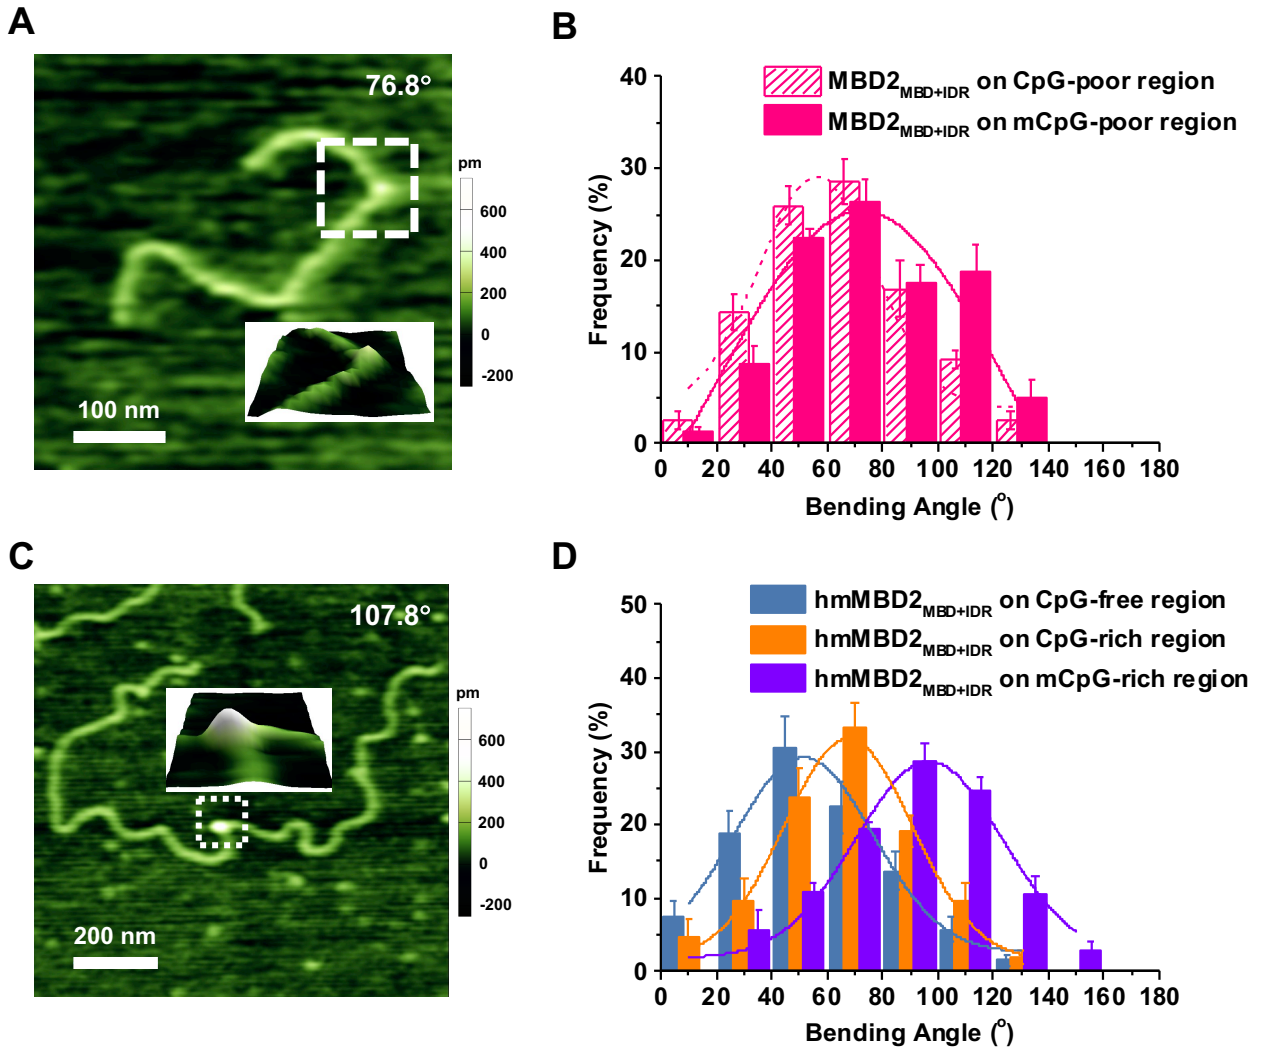 A
76.8°
pm
600
400
200
0
-200
100 nm
B
MBD2MBD+IDR on CpG-poor region
MBD2MBD+IDR on mCpG-poor region
Frequency (%)
40
30
20
10
0
0 20 40 60 80 100 120 140 160 180
Bending Angle (°)
C
107.8°
pm
600
400
200
0
-200
200 nm
D
hmMBD2MBD+IDR on CpG-free region
hmMBD2MBD+IDR on CpG-rich region
hmMBD2MBD+IDR on mCpG-rich region
Frequency (%)
50
40
30
20
10
0
0 20 40 60 80 100 120 140 160 180
Bending Angle (°)